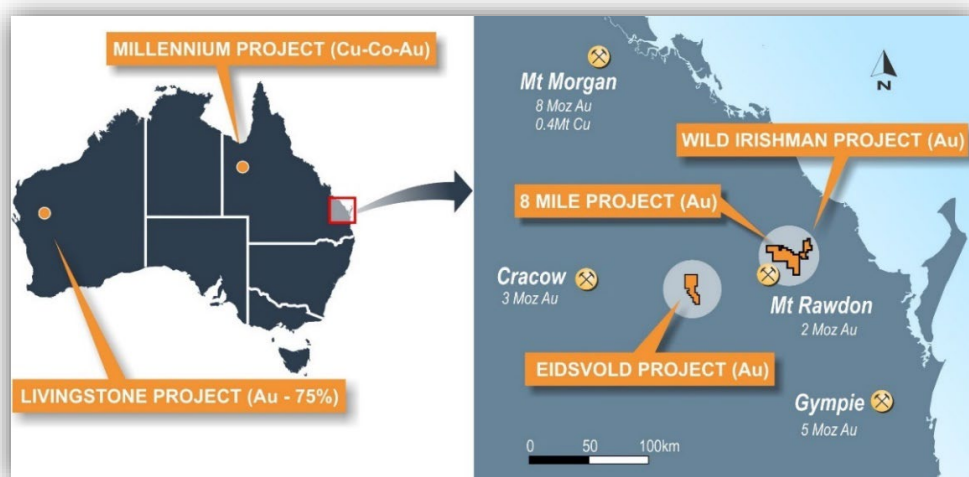 MILLENNIUM PROJECT (Cu-Co-Au)
LIVINGSTONE PROJECT (Au - 75%)
Mt Morgan
8 Moz Au
0.4Mt Cu
N
WILD IRISHMAN PROJECT (Au)
8 MILE PROJECT (Au)
Cracow
3 Moz Au
Mt Rawdon
2 Moz Au
EIDSVOLD PROJECT (Au)
Gympie
5 Moz Au
0 50 100km